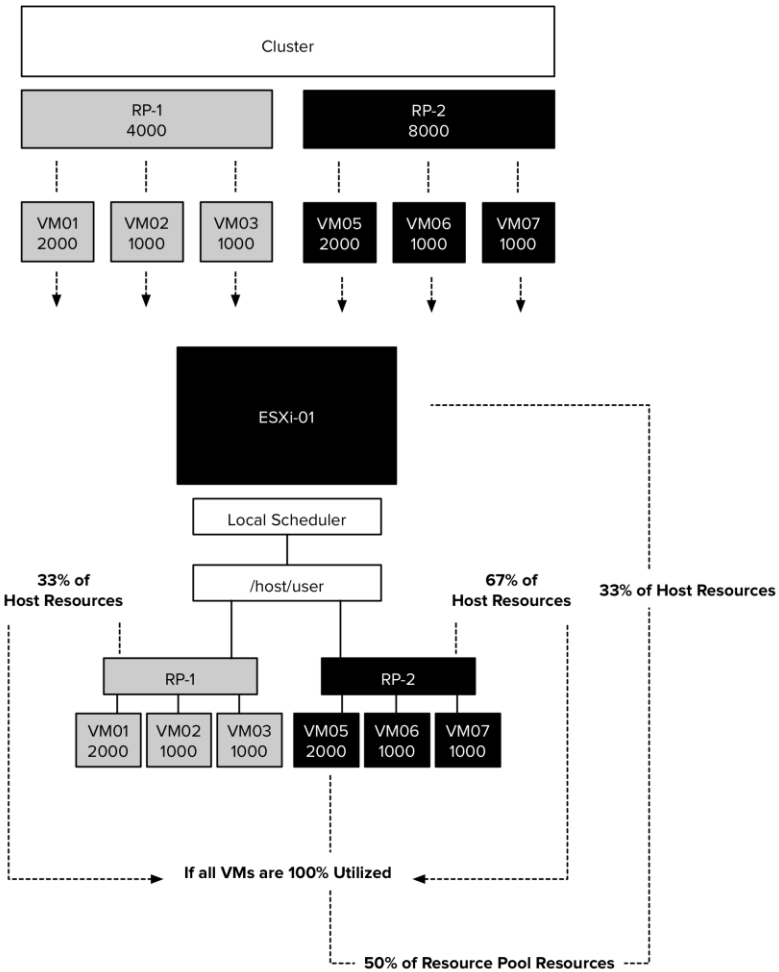 Cluster
RP-1
4000
RP-2
8000
VM01
2000
VM02
1000
VM03
1000
VM05
2000
VM06
1000
VM07
1000
ESXi-01
Local Scheduler
/host/user
33% of
Host Resources
67% of
Host Resources
33% of Host Resources
RP-1
RP-2
VM01
2000
VM02
1000
VM03
1000
VM05
2000
VM06
1000
VM07
1000
If all VMs are 100% Utilized
50% of Resource Pool Resources